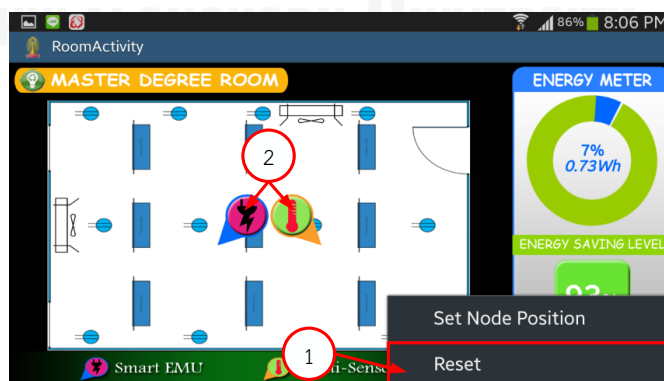 86% 8:06 PM
RoomActivity
MASTER DEGREE ROOM
ENERGY METER
7%
0.73Wh
2
ENERGY SAVING LEVEL
Set Node Position
1
Reset
Smart EMU